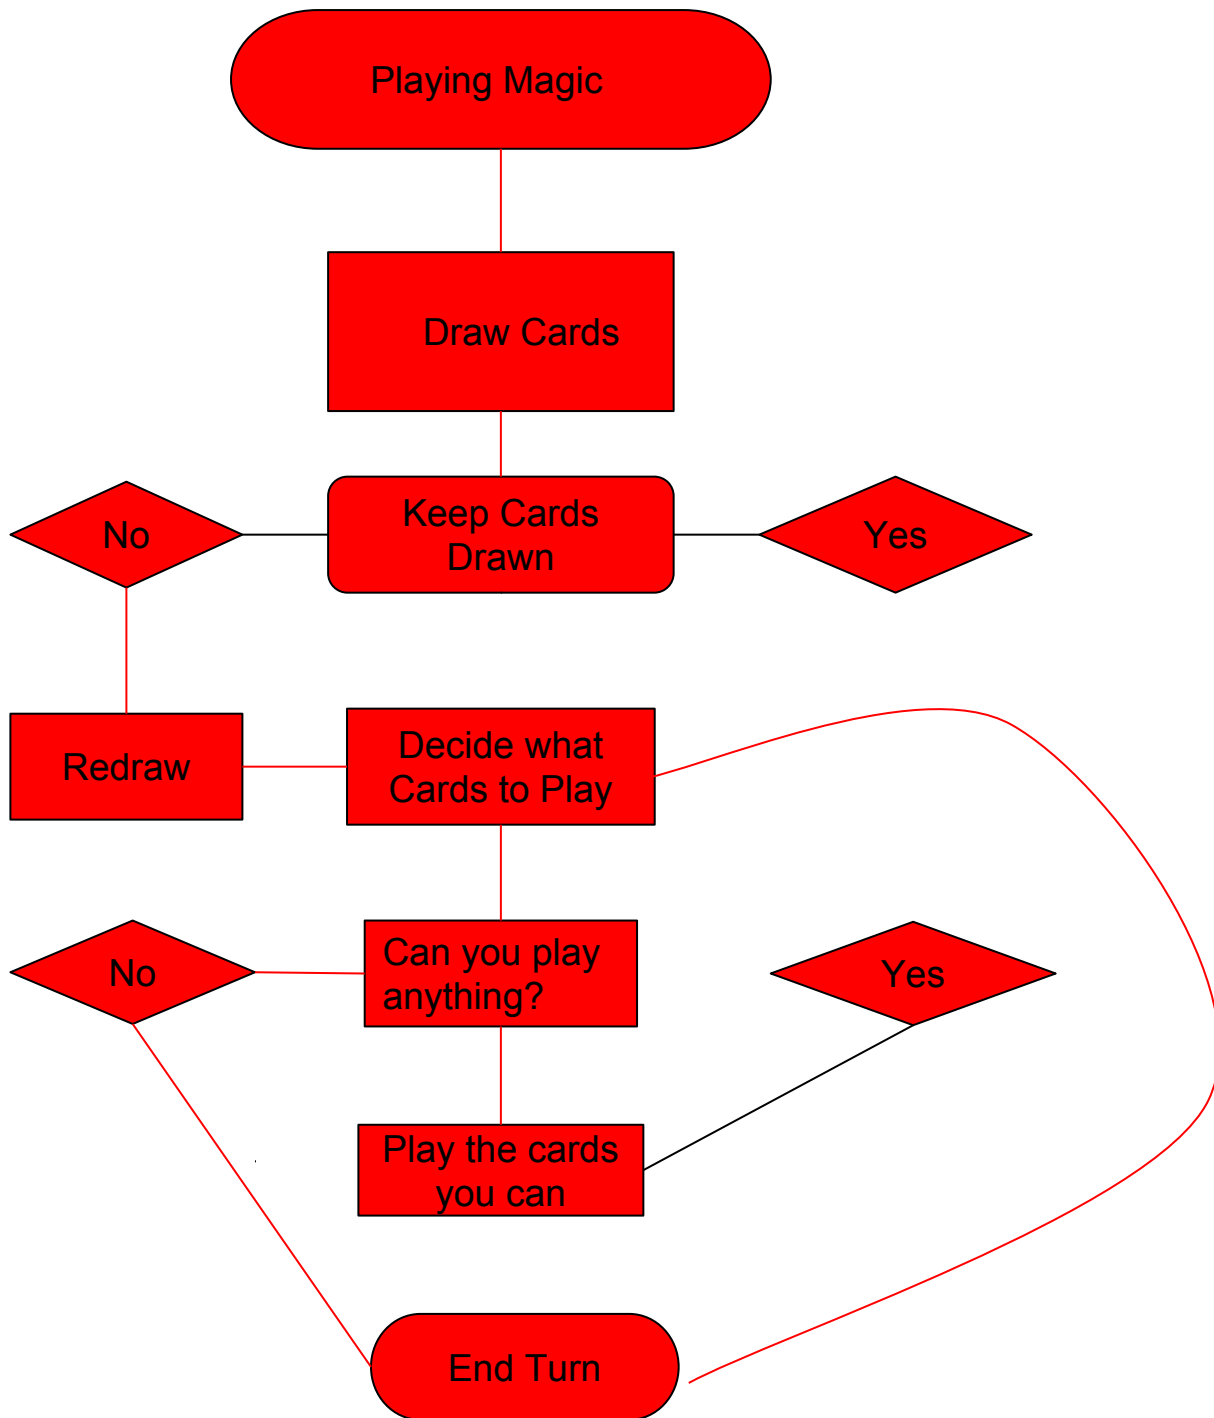 Playing Magic
Draw Cards
No
Keep Cards
Drawn
Yes
Redraw
Decide what
Cards to Play
No
Can you play
anything?
Yes
Play the cards
you can
End Turn